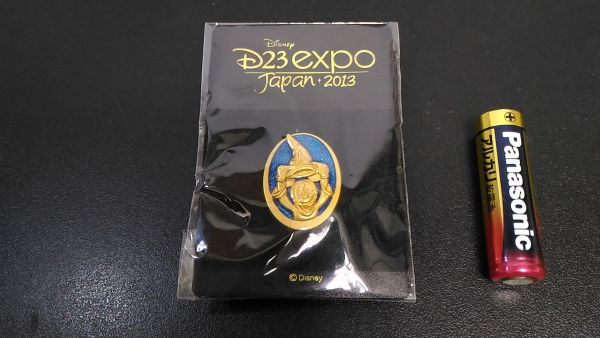 Disney
D23 expo
Japan 2013
© Disney
Panasonic
アルカリ